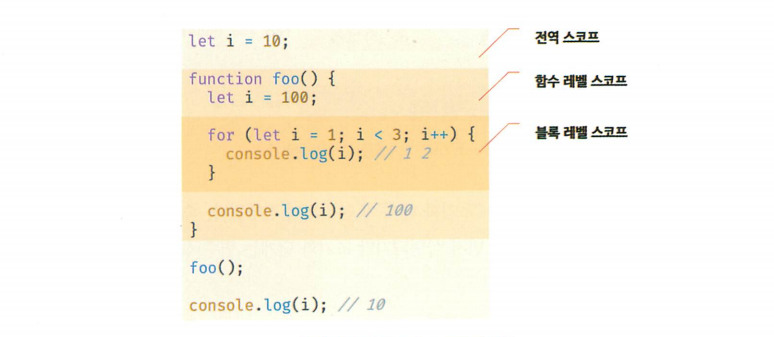 let i = 10;
전역 스코프
function foo() {
함수 레벨 스코프
let i = 100;
for (let i = 1; i < 3; i++) {
블록 레벨 스코프
console.log(i); // 1 2
}
console.log(i); // 100
}
foo();
console.log(i); // 10